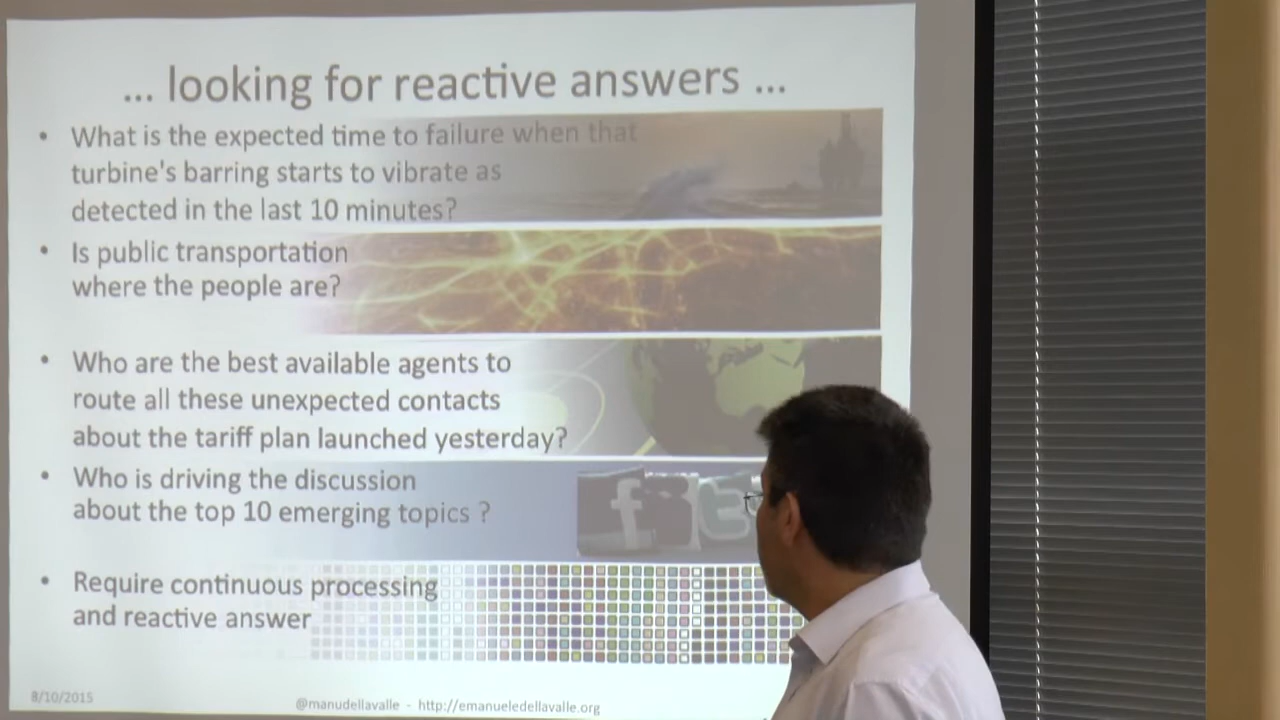 ... looking for reactive answers ...
• What is the expected time to failure when that
turbine's barring starts to vibrate as
detected in the last 10 minutes?
• Is public transportation
where the people are?
• Who are the best available agents to
route all these unexpected contacts
about the tariff plan launched yesterday?
• Who is driving the discussion
about the top 10 emerging topics ?
f t
• Require continuous processing
and reactive answer
8/10/2015
@manudellavalle - http://emanueledellavalle.org